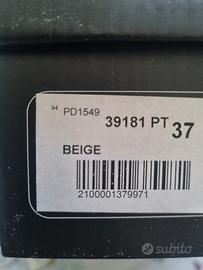 94 PD1549 39181 PT 37
BEIGE
2100001379971
subito